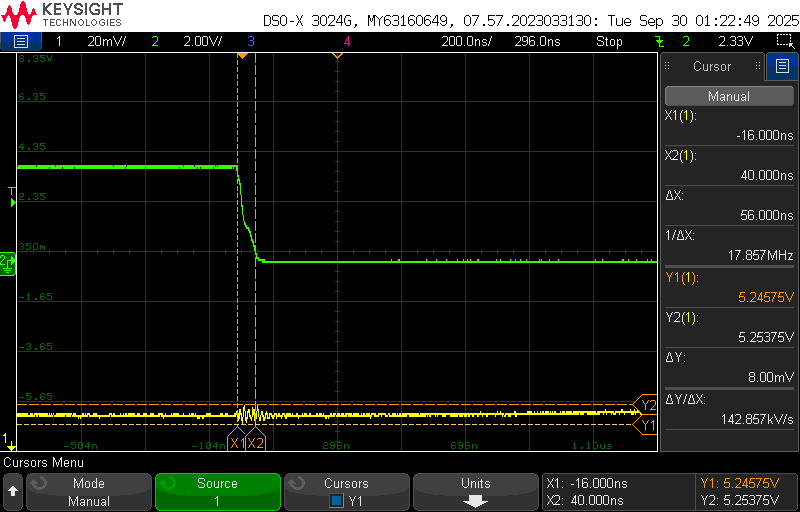 KEYSIGHT
TECHNOLOGIES
DSO-X 3024G, MY63160649, 07.57.2023033130: Tue Sep 30 01:22:49 2025
1 20mV/ 2 2.00V/ 3 4 200.0ns/ 296.0ns Stop 2 2.33V
8.35V
6.35
4.35
2.35
350m
-1.65
-3.65
-5.65
T
2
1
-504n -104n 296n 696n 1.10us
X1 X2
Y2
Y1
Cursor
Manual
X1(1):
-16.000ns
X2(1):
40.000ns
ΔX:
56.000ns
1/ΔX:
17.857MHz
Y1(1):
5.24575V
Y2(1):
5.25375V
ΔY:
8.00mV
ΔY/ΔX:
142.857kV/s
Cursors Menu
Mode
Manual
Source
1
Cursors
Y1
Units
X1: -16.000ns
X2: 40.000ns
Y1: 5.24575V
Y2: 5.25375V